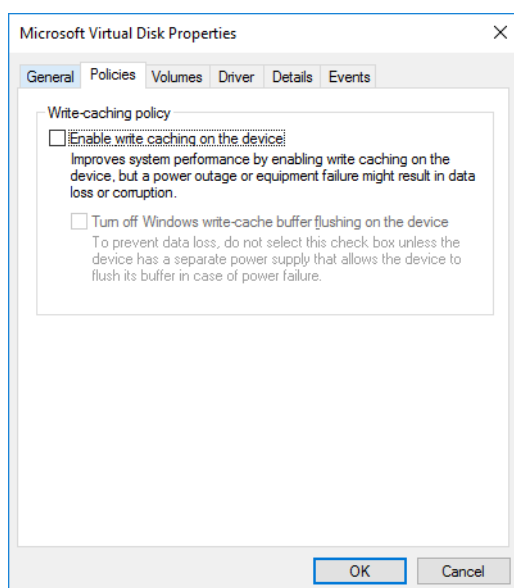 Microsoft Virtual Disk Properties
General Policies Volumes Driver Details Events
Write-caching policy
Enable write caching on the device
Improves system performance by enabling write caching on the
device, but a power outage or equipment failure might result in data
loss or corruption.
Turn off Windows write-cache buffer flushing on the device
To prevent data loss, do not select this check box unless the
device has a separate power supply that allows the device to
flush its buffer in case of power failure.
OK Cancel